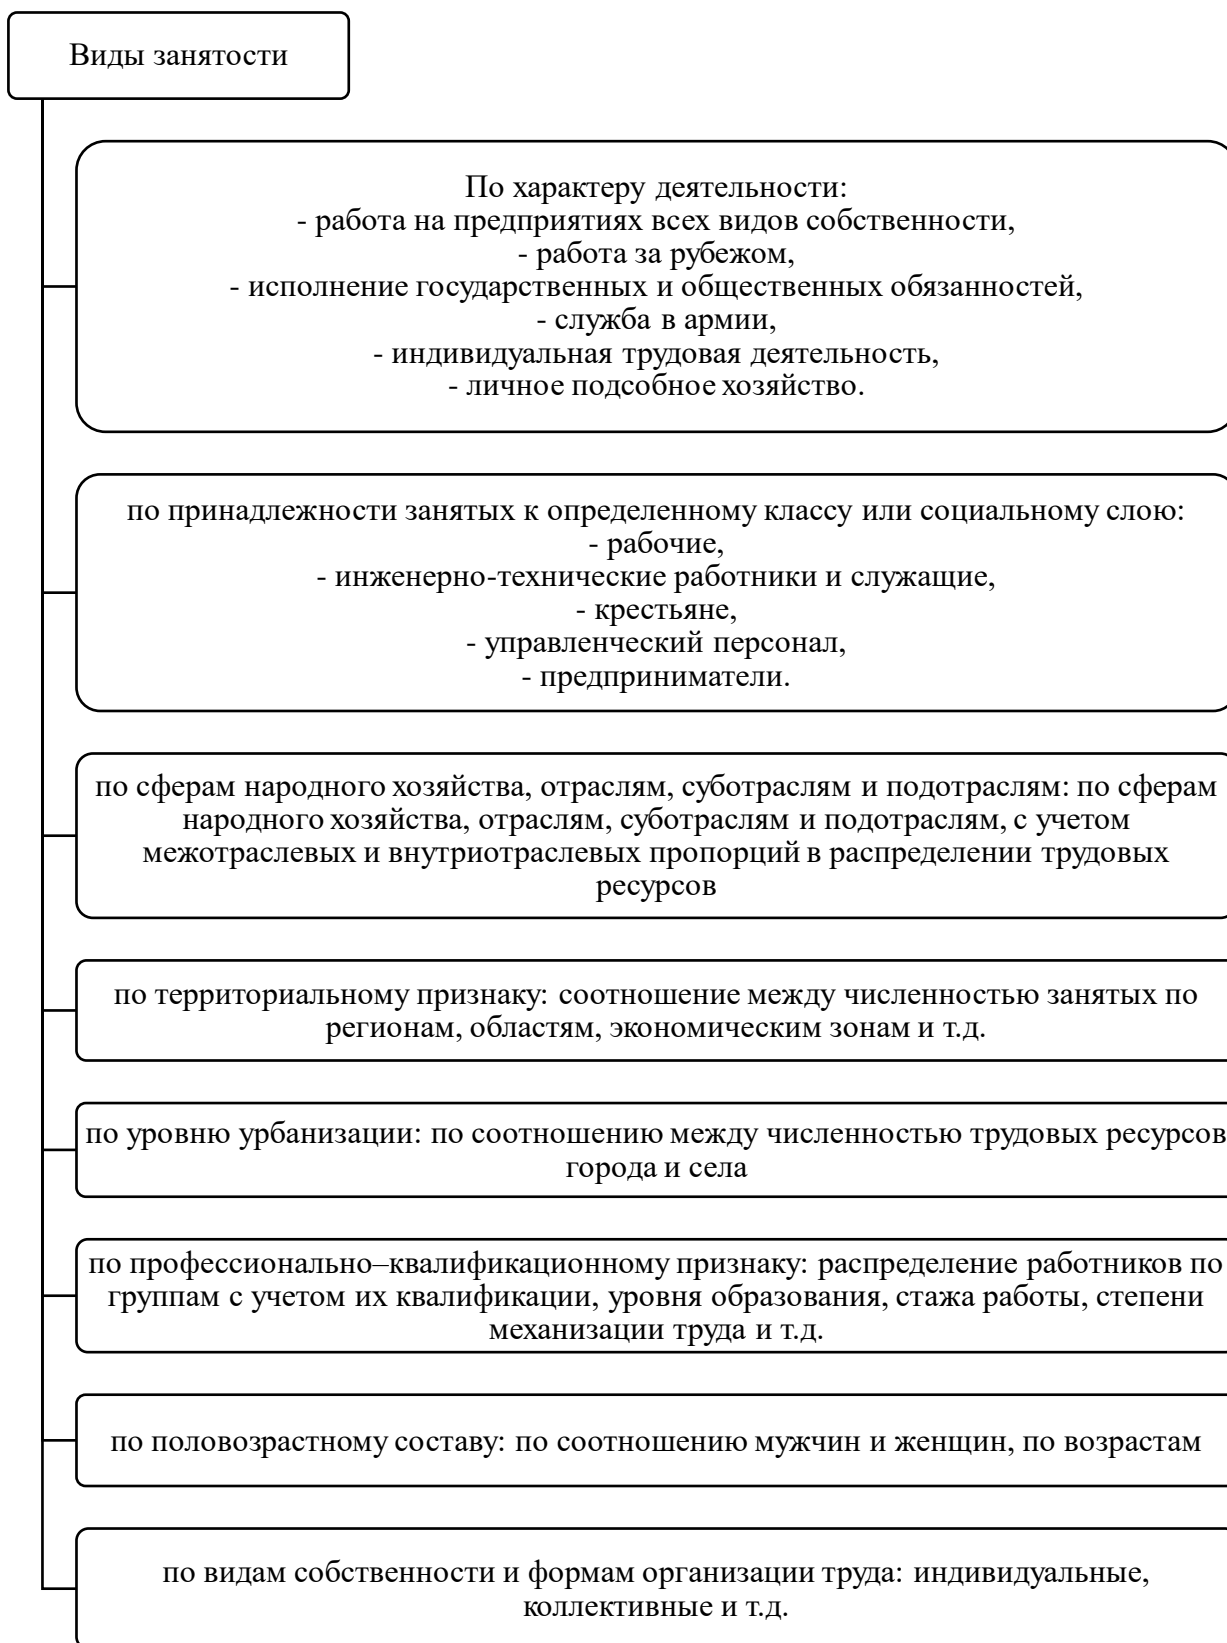 Виды занятости
По характеру деятельности:
- работа на предприятиях всех видов собственности,
- работа за рубежом,
- исполнение государственных и общественных обязанностей,
- служба в армии,
- индивидуальная трудовая деятельность,
- личное подсобное хозяйство.
по принадлежности занятых к определенному классу или социальному слою:
- рабочие,
- инженерно-технические работники и служащие,
- крестьяне,
- управленческий персонал,
- предприниматели.
по сферам народного хозяйства, отраслям, суботраслям и подотраслям: по сферам
народного хозяйства, отраслям, суботраслям и подотраслям, с учетом
межотраслевых и внутриотраслевых пропорций в распределении трудовых
ресурсов
по территориальному признаку: соотношение между численностью занятых по
регионам, областям, экономическим зонам и т.д.
по уровню урбанизации: по соотношению между численностью трудовых ресурсов
города и села
по профессионально–квалификационному признаку: распределение работников по
группам с учетом их квалификации, уровня образования, стажа работы, степени
механизации труда и т.д.
по половозрастному составу: по соотношению мужчин и женщин, по возрастам
по видам собственности и формам организации труда: индивидуальные,
коллективные и т.д.